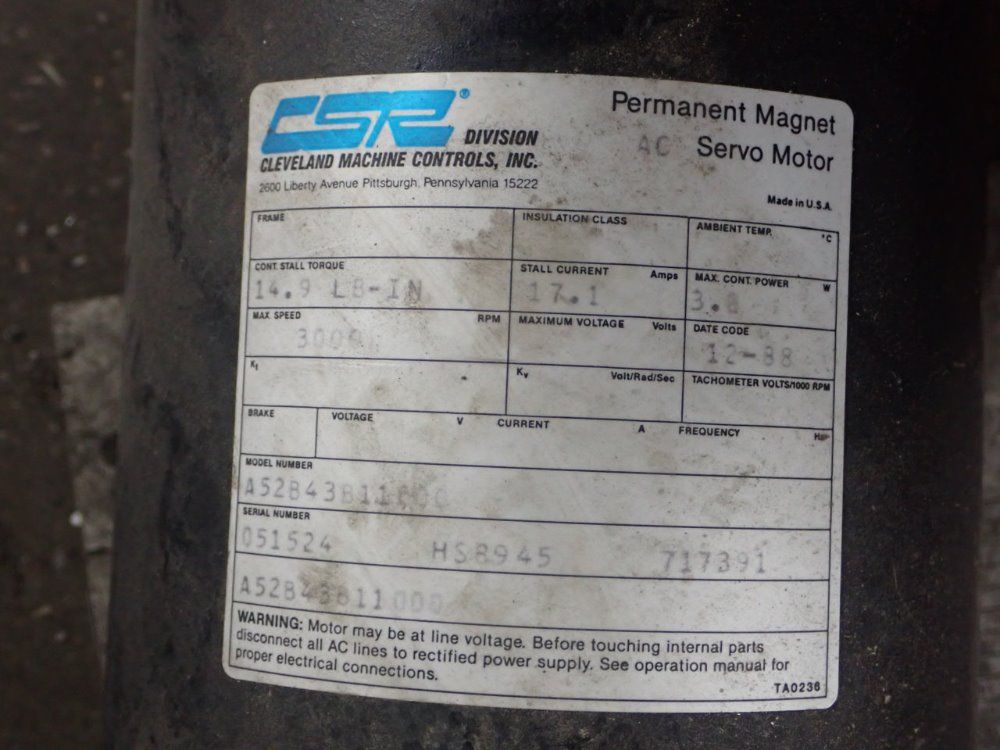 CSR® DIVISION
CLEVELAND MACHINE CONTROLS, INC.
2600 Liberty Avenue Pittsburgh, Pennsylvania 15222
Permanent Magnet
AC Servo Motor
Made in U.S.A.
FRAME INSULATION CLASS AMBIENT TEMP. °C
CONT. STALL TORQUE STALL CURRENT Amps MAX. CONT. POWER W
14.9 LB-IN 17.1
MAX. SPEED RPM MAXIMUM VOLTAGE Volts DATE CODE
3000 12-88
Kt Kv Volt/Rad/Sec TACHOMETER VOLTS/1000 RPM
BRAKE VOLTAGE V CURRENT A FREQUENCY Hz
MODEL NUMBER
A52B43B11000
SERIAL NUMBER
051524 HS8945 717391
A52B43B11000
WARNING: Motor may be at line voltage. Before touching internal parts
disconnect all AC lines to rectified power supply. See operation manual for
proper electrical connections.
TA0236